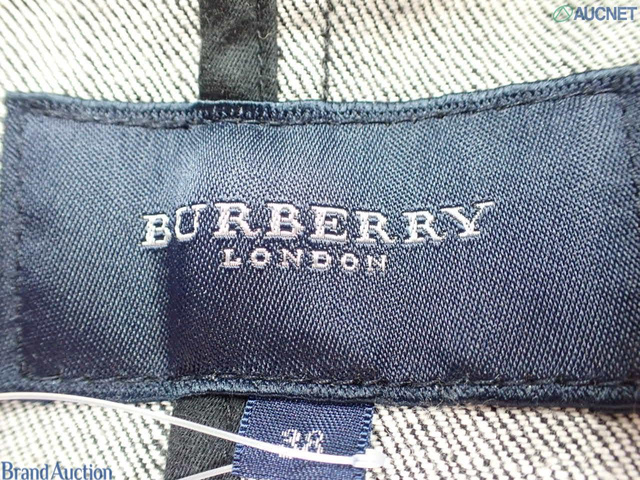 AUCNET
BURBERRY
LONDON
38
Brand Auction